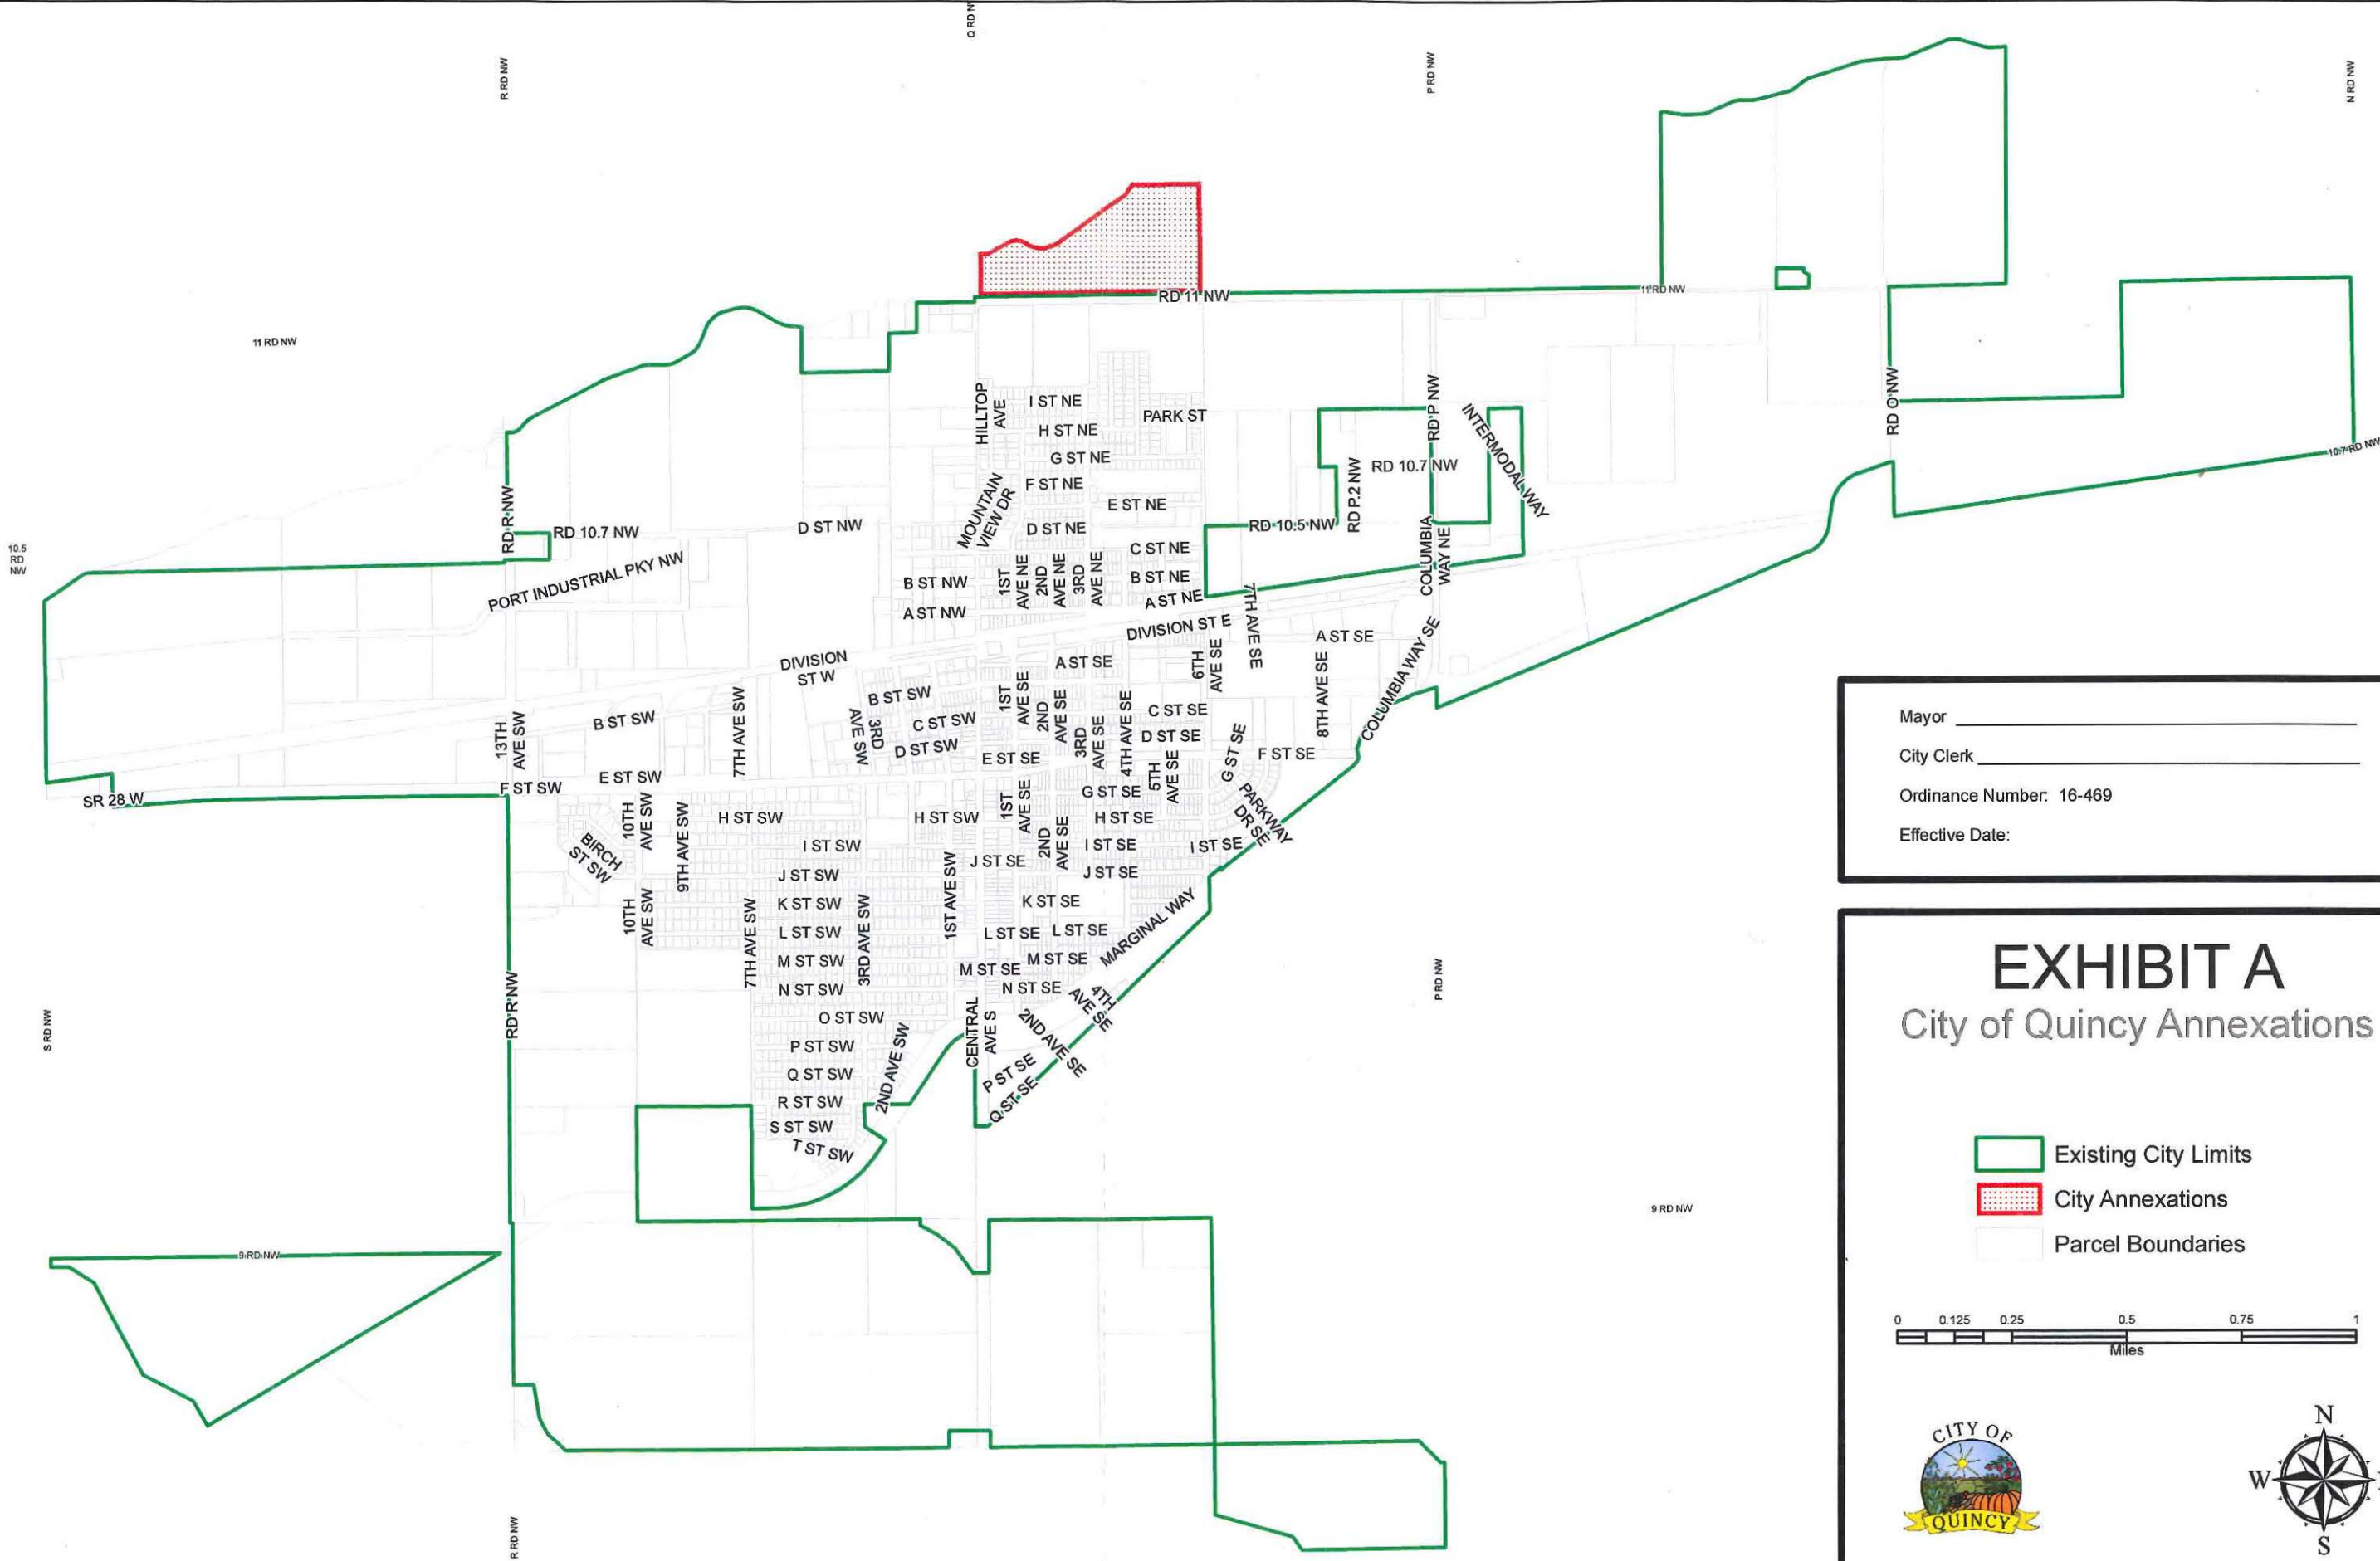 Q RD N
R RD NW
P RD NW
N RD NW
RD 11 NW
11 RD NW
11 RD NW
HILLTOP
AVE
I ST NE
PARK ST
H ST NE
G ST NE
F ST NE
E ST NE
D ST NE
MOUNTAIN
VIEW DR
RD P NW
INTERMODAL WAY
RD 10.7 NW
RD P.2 NW
RD 10.5 NW
RD O NW
10.7 RD NW
RD R NW
RD 10.7 NW
D ST NW
10.5
RD
NW
PORT INDUSTRIAL PKY NW
B ST NW
A ST NW
1ST
AVE NE
2ND
AVE NE
3RD
AVE NE
C ST NE
B ST NE
A ST NE
COLUMBIA
WAY NE
DIVISION ST E
7TH AVE SE
A ST SE
6TH
AVE SE
8TH AVE SE
COLUMBIA WAY SE
DIVISION
ST W
A ST SE
B ST SW
C ST SW
D ST SW
3RD
AVE SW
1ST
AVE SE
2ND
AVE SE
3RD
AVE SE
4TH AVE SE
C ST SE
D ST SE
5TH
AVE SE
G ST SE
F ST SE
E ST SE
13TH
AVE SW
B ST SW
7TH AVE SW
E ST SW
F ST SW
SR 28 W
10TH
AVE SW
9TH AVE SW
BIRCH
ST SW
H ST SW
H ST SW
1ST
AVE SE
2ND
AVE SE
G ST SE
H ST SE
I ST SE
J ST SE
PARKWAY
DR SE
I ST SE
I ST SW
J ST SW
J ST SE
10TH
AVE SW
7TH AVE SW
K ST SW
L ST SW
M ST SW
N ST SW
3RD AVE SW
1ST AVE SW
K ST SE
L ST SE
L ST SE
M ST SE
M ST SE
N ST SE
MARGINAL WAY
4TH
AVE SE
2ND AVE SE
O ST SW
P ST SW
Q ST SW
R ST SW
S ST SW
T ST SW
2ND AVE SW
CENTRAL
AVE S
P ST SE
Q ST SE
RD R NW
S RD NW
P RD NW
9 RD NW
9 RD NW
R RD NW
Mayor
City Clerk
Ordinance Number: 16-469
Effective Date:
EXHIBIT A
City of Quincy Annexations
Existing City Limits
City Annexations
Parcel Boundaries
0 0.125 0.25 0.5 0.75 1
Miles
CITY OF
QUINCY
N
W
S